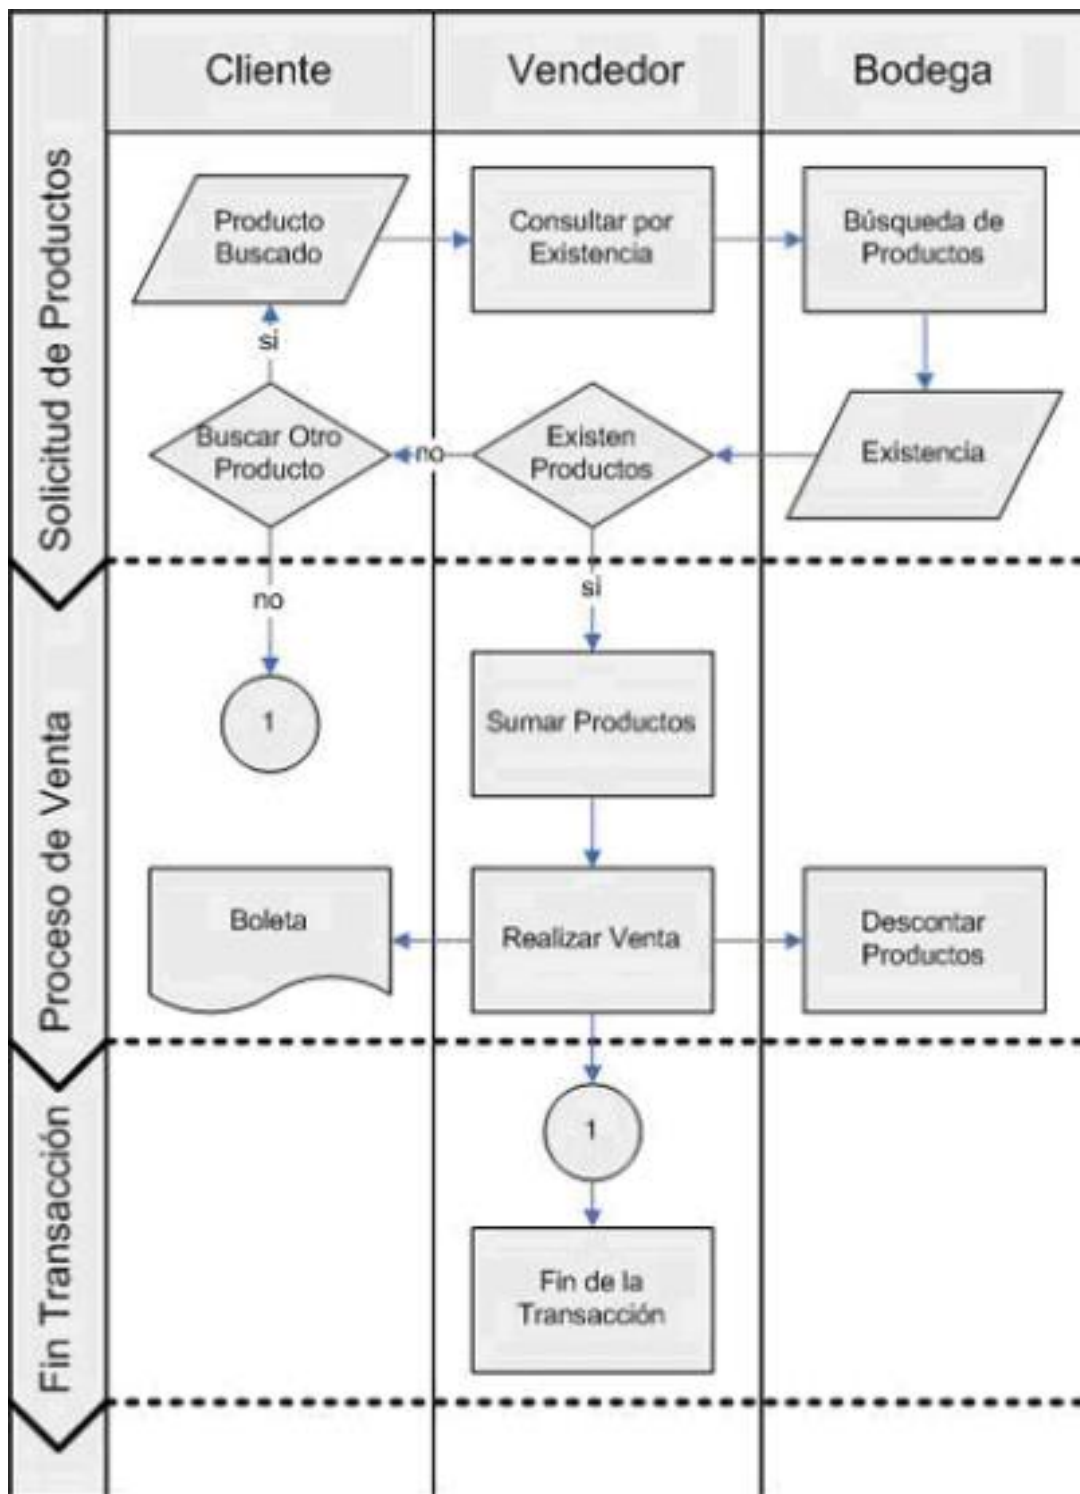 Cliente
Vendedor
Bodega
Solicitud de Productos
Producto
Buscado
Consultar por
Existencia
Búsqueda de
Productos
sí
Buscar Otro
Producto
no
Existen
Productos
Existencia
no
sí
Proceso de Venta
1
Sumar Productos
Boleta
Realizar Venta
Descontar
Productos
Fin Transacción
1
Fin de la
Transacción